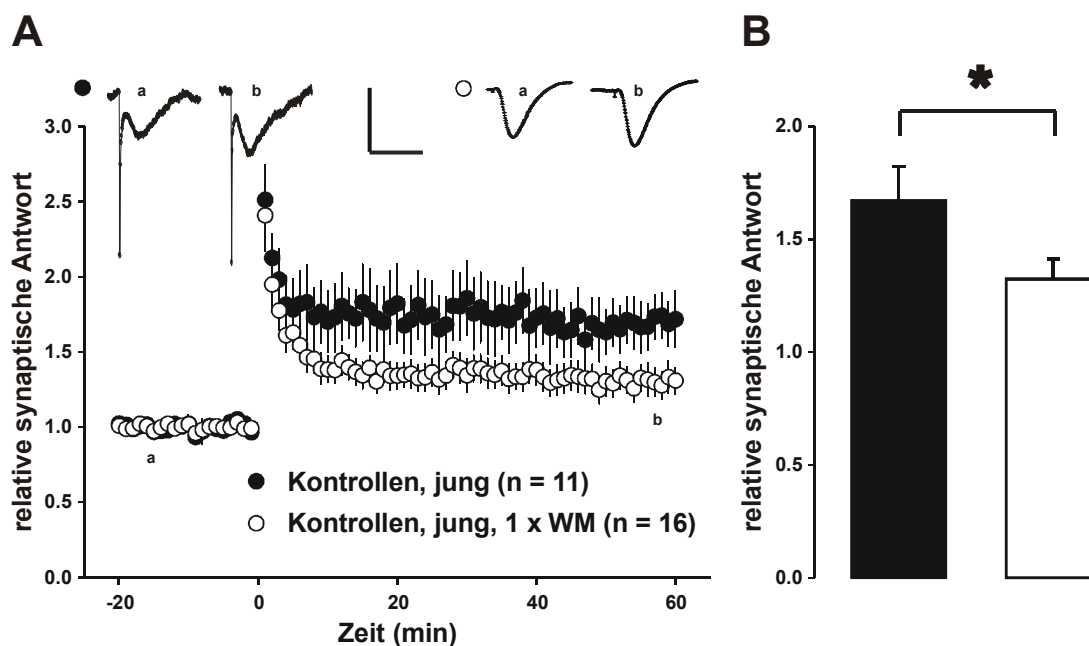 A
B
a
b
a
b
*
3.0
2.5
2.0
1.5
1.0
0.5
0.0
relative synaptische Antwort
a
b
Kontrollen, jung (n = 11)
Kontrollen, jung, 1 x WM (n = 16)
-20
0
20
40
60
Zeit (min)
2.0
1.5
1.0
0.5
0.0
relative synaptische Antwort